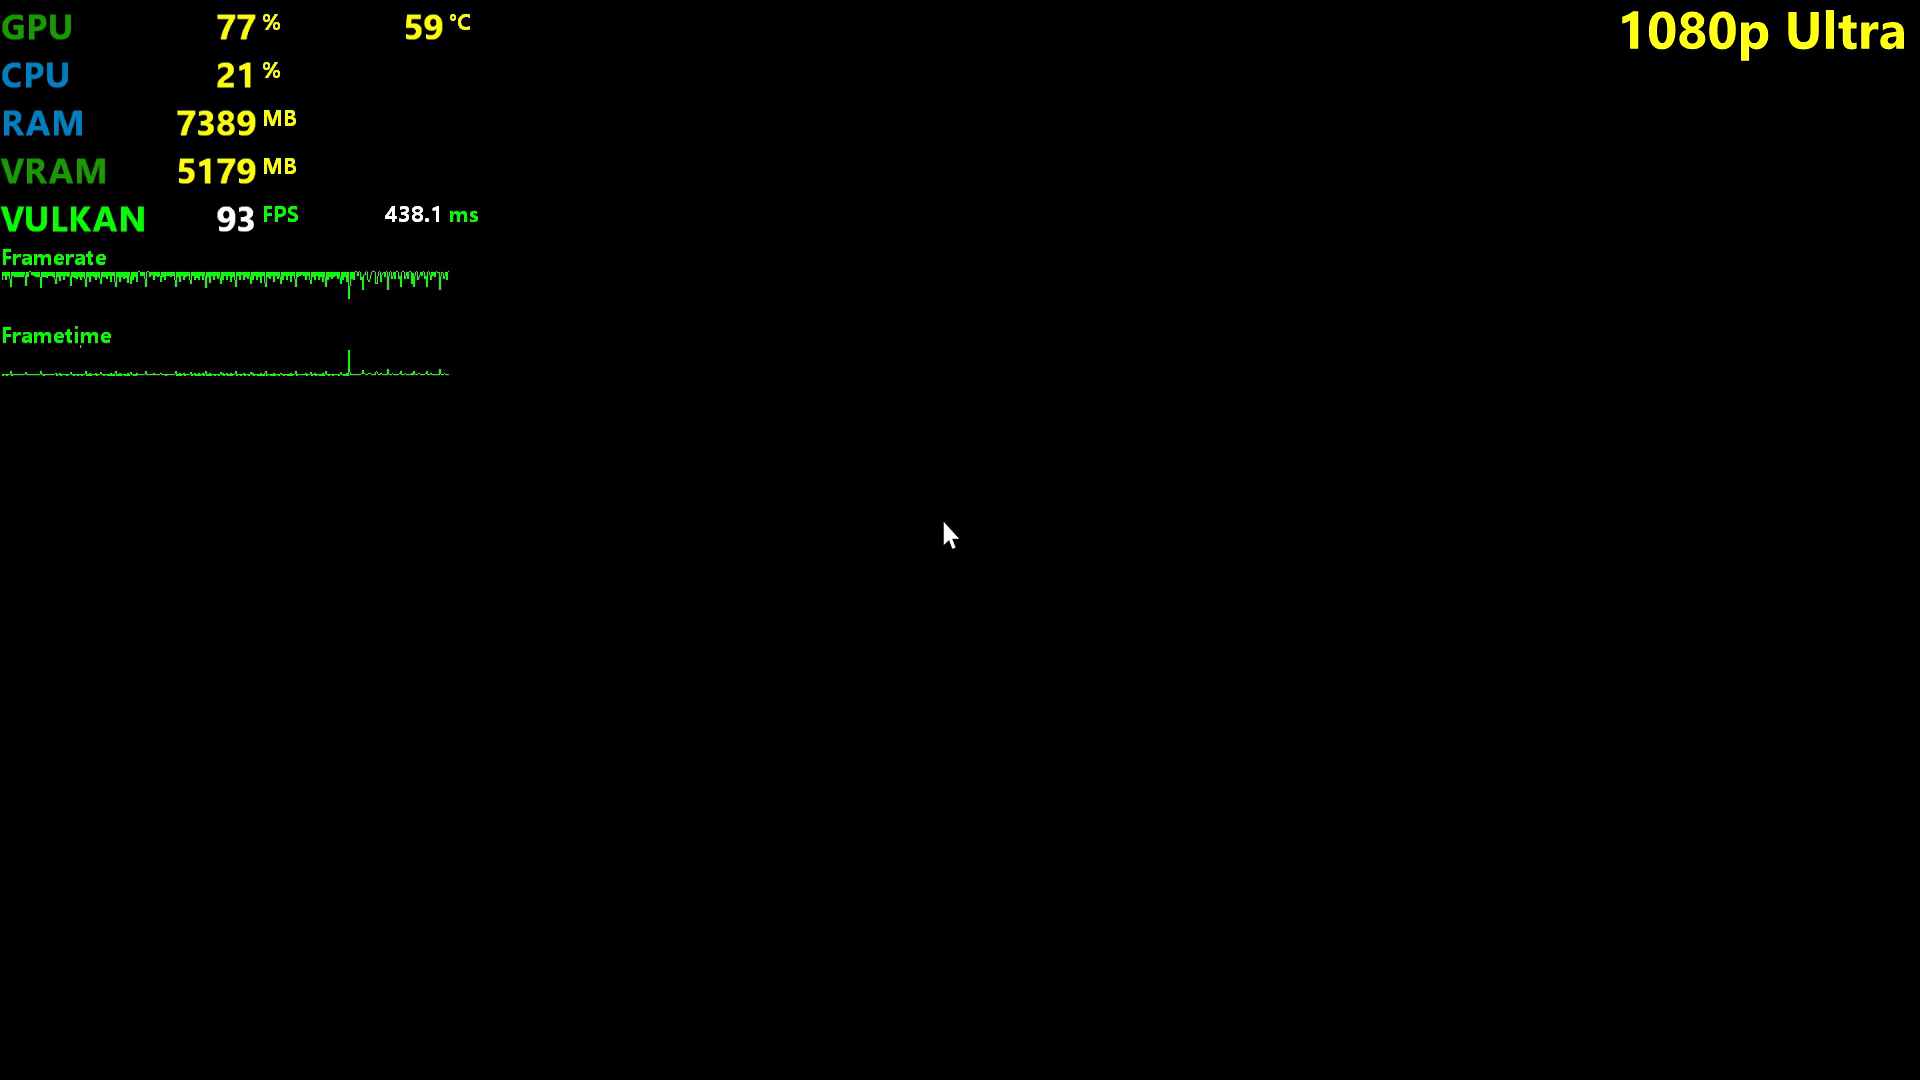 GPU 77 % 59 °C
1080p Ultra
CPU 21 %
RAM 7389 MB
VRAM 5179 MB
VULKAN 93 FPS 438.1 ms
Framerate
Frametime